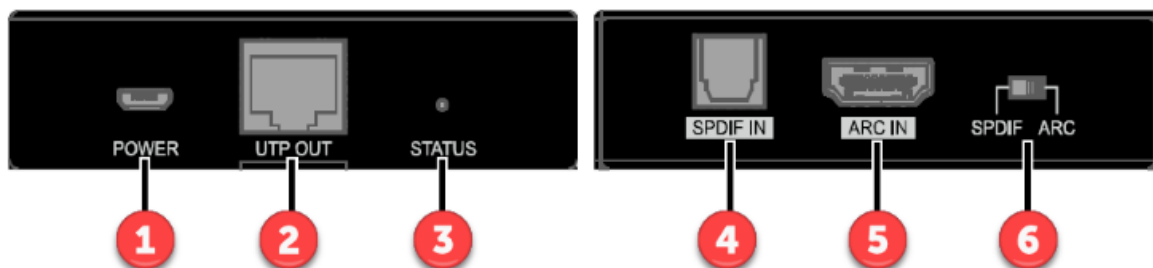 POWER
UTP OUT
STATUS
SPDIF IN
ARC IN
SPDIF ARC
1
2
3
4
5
6